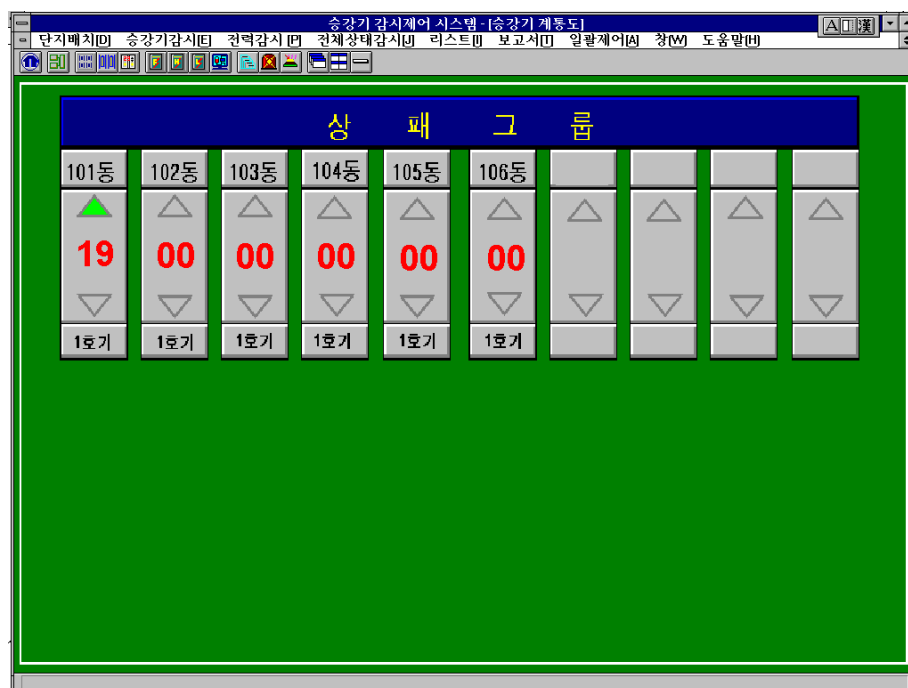 승강기 감시제어 시스템 - [승강기 계통도]
A 漢
단지배치[D] 승강기감시[E] 전력감시 [P] 전체상태감시[J] 리스트[I] 보고서[T] 일괄제어[A] 창[W] 도움말[H]
상 패 그 룹
101동 102동 103동 104동 105동 106동
19 00 00 00 00 00
1호기 1호기 1호기 1호기 1호기 1호기